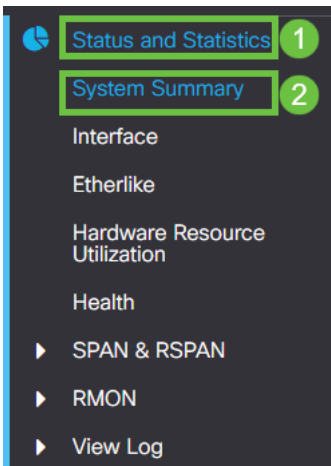 Status and Statistics 1
System Summary 2
Interface
Etherlike
Hardware Resource
Utilization
Health
SPAN & RSPAN
RMON
View Log